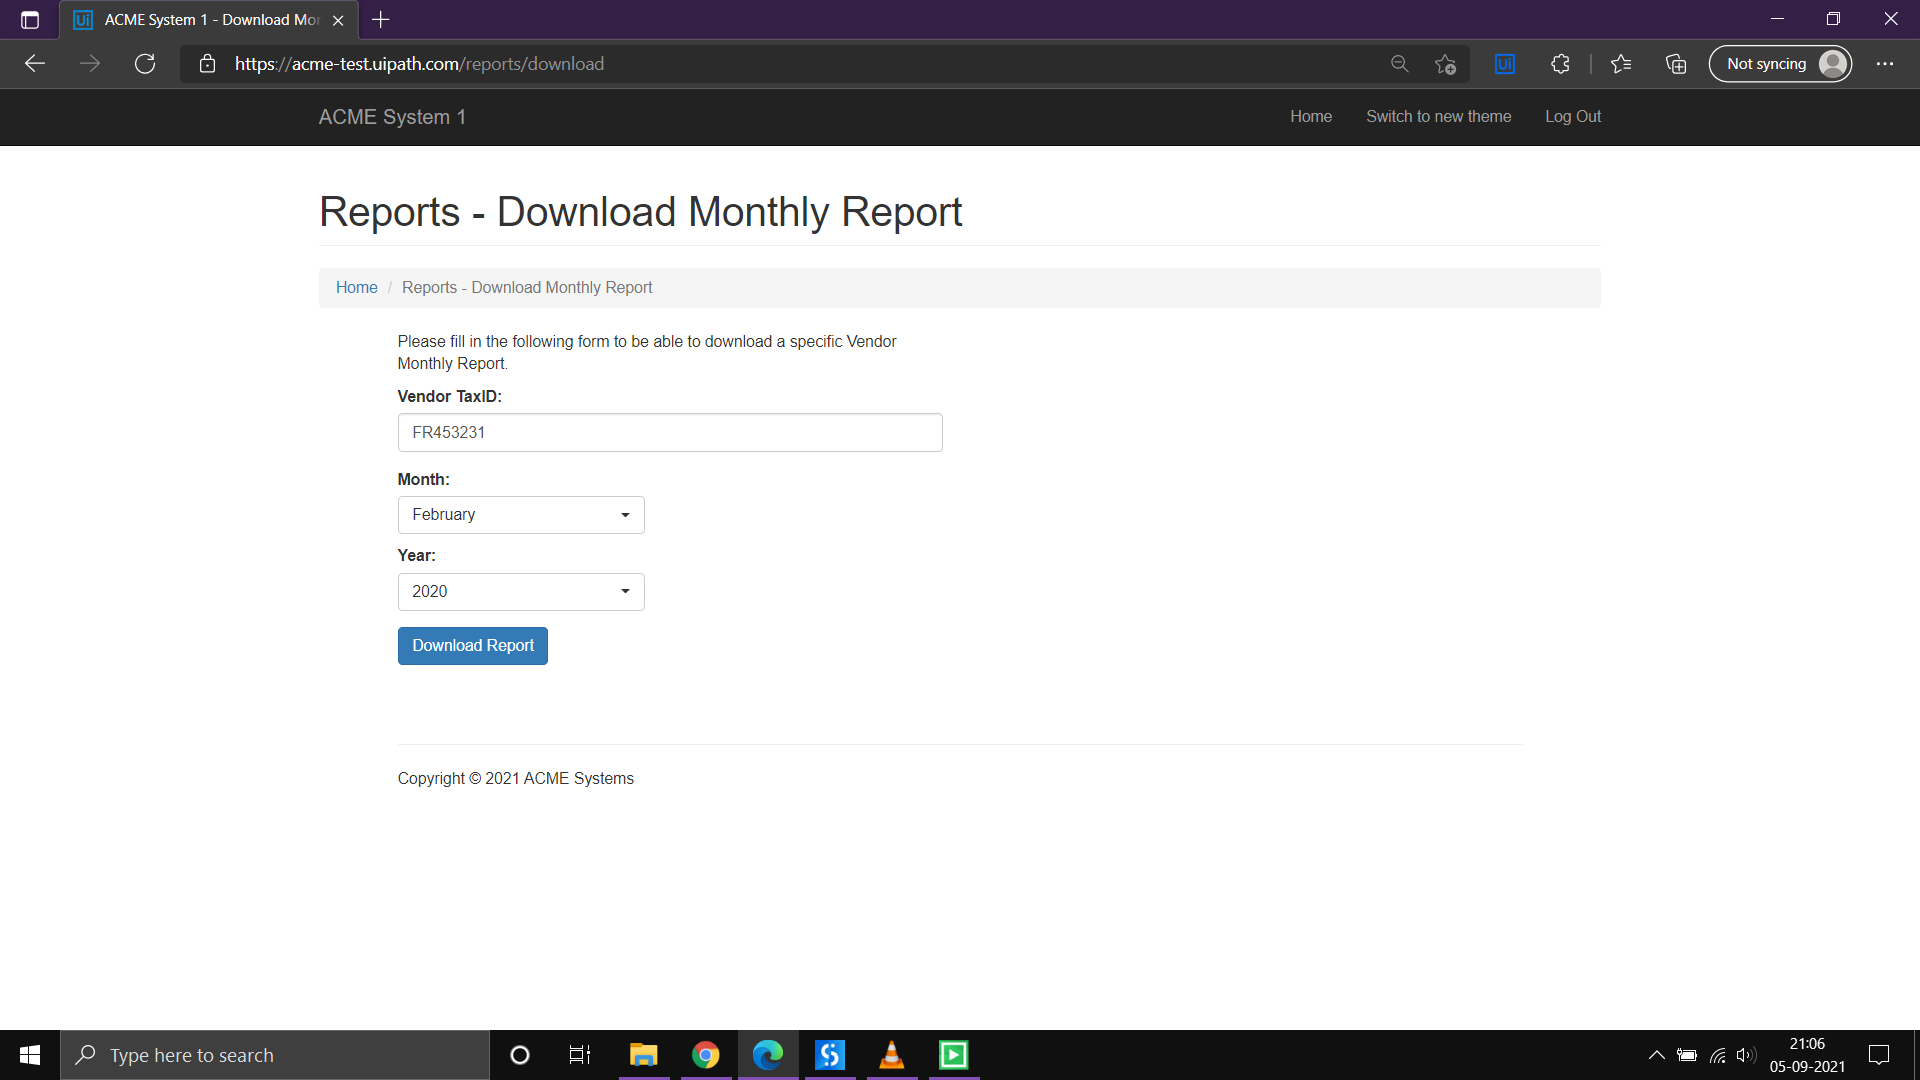 ACME System 1 - Download Mo
https://acme-test.uipath.com/reports/download
Not syncing
ACME System 1
Home
Switch to new theme
Log Out
Reports - Download Monthly Report
Home / Reports - Download Monthly Report
Please fill in the following form to be able to download a specific Vendor
Monthly Report.
Vendor TaxID:
FR453231
Month:
February
Year:
2020
Download Report
Copyright © 2021 ACME Systems
Type here to search
21:06
05-09-2021